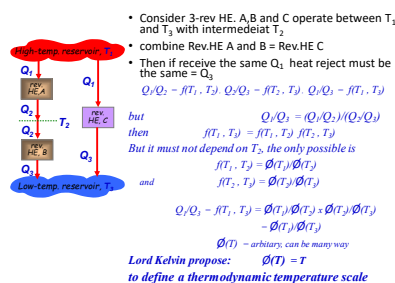 • Consider 3-rev HE. A,B and C operate between T₁
and T₃ with intermedeiat T₂
• combine Rev.HE A and B = Rev.HE C
• Then if receive the same Q₁ heat reject must be
the same = Q₃
Q₁/Q₂ = f(T₁ , T₂). Q₂/Q₃ = f(T₂ , T₃). Q₁/Q₃ = f(T₁ , T₃)
but Q₁/Q₃ = (Q₁/Q₂)/(Q₂/Q₃)
then f(T₁ , T₃) = f(T₁ , T₂) f(T₂ , T₃)
But it must not depend on T₂, the only possible is
f(T₁ , T₂) = Ø(T₁)/Ø(T₂)
and f(T₂ , T₃) = Ø(T₂)/Ø(T₃)
Q₁/Q₃ = f(T₁ , T₃) = Ø(T₁)/Ø(T₂) x Ø(T₂)/Ø(T₃)
= Ø(T₁)/Ø(T₃)
Ø(T) = arbitary, can be many way
Lord Kelvin propose: Ø(T) = T
to define a thermodynamic temperature scale
High-temp. reservoir, T₁
Q₁
Q₁
rev.
HE, A
Q₂
T₂
rev.
HE, C
Q₂
rev.
HE, B
Q₃
Q₃
Low-temp. reservoir, T₃